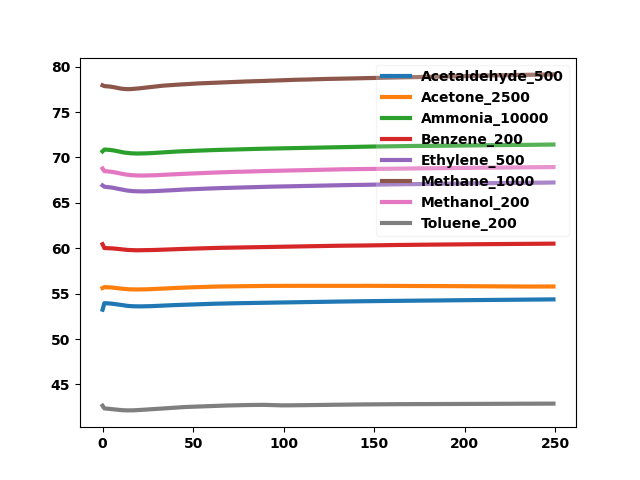 80
75
70
65
60
55
50
45
0
50
100
150
200
250
Acetaldehyde_500
Acetone_2500
Ammonia_10000
Benzene_200
Ethylene_500
Methane_1000
Methanol_200
Toluene_200